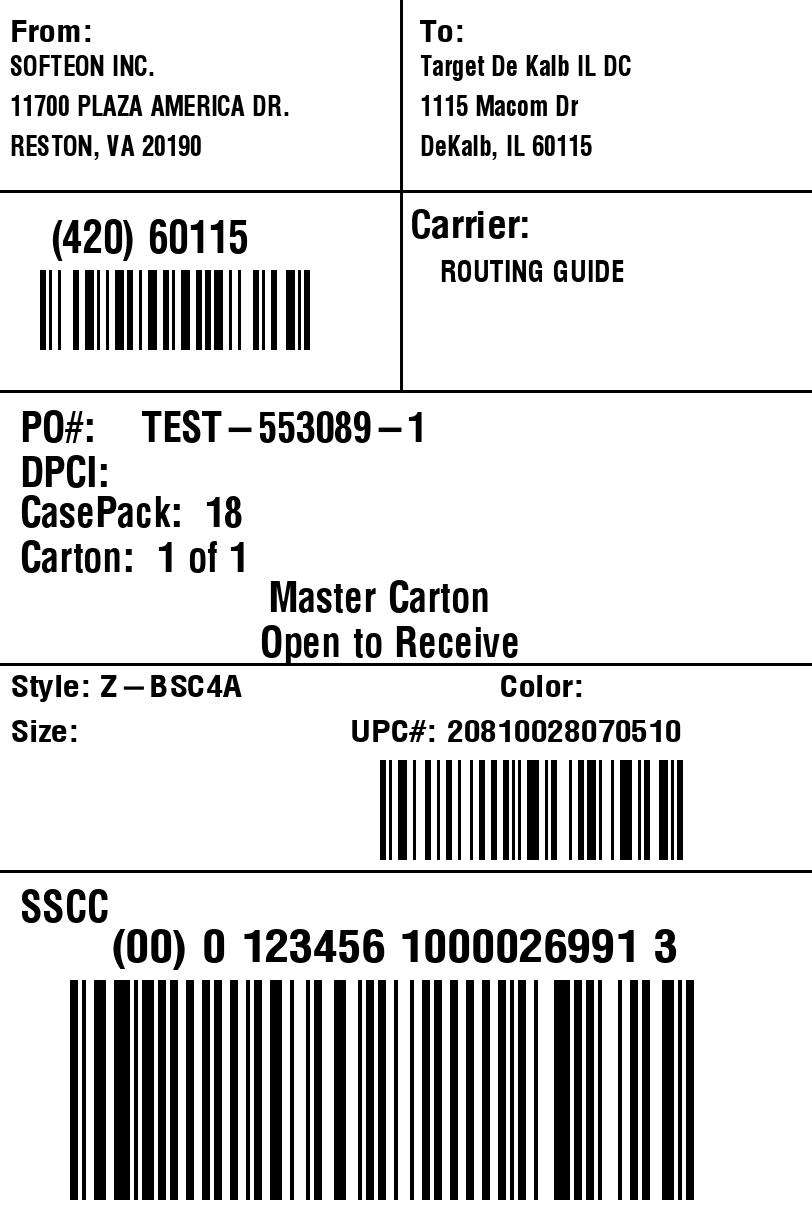 From:
SOFTEON INC.
11700 PLAZA AMERICA DR.
RESTON, VA 20190
To:
Target De Kalb IL DC
1115 Macom Dr
DeKalb, IL 60115
(420) 60115
Carrier:
ROUTING GUIDE
PO#: TEST-553089-1
DPCI:
CasePack: 18
Carton: 1 of 1
Master Carton
Open to Receive
Style: Z-BSC4A
Color:
Size:
UPC#: 20810028070510
SSCC
(00) 0 123456 1000026991 3